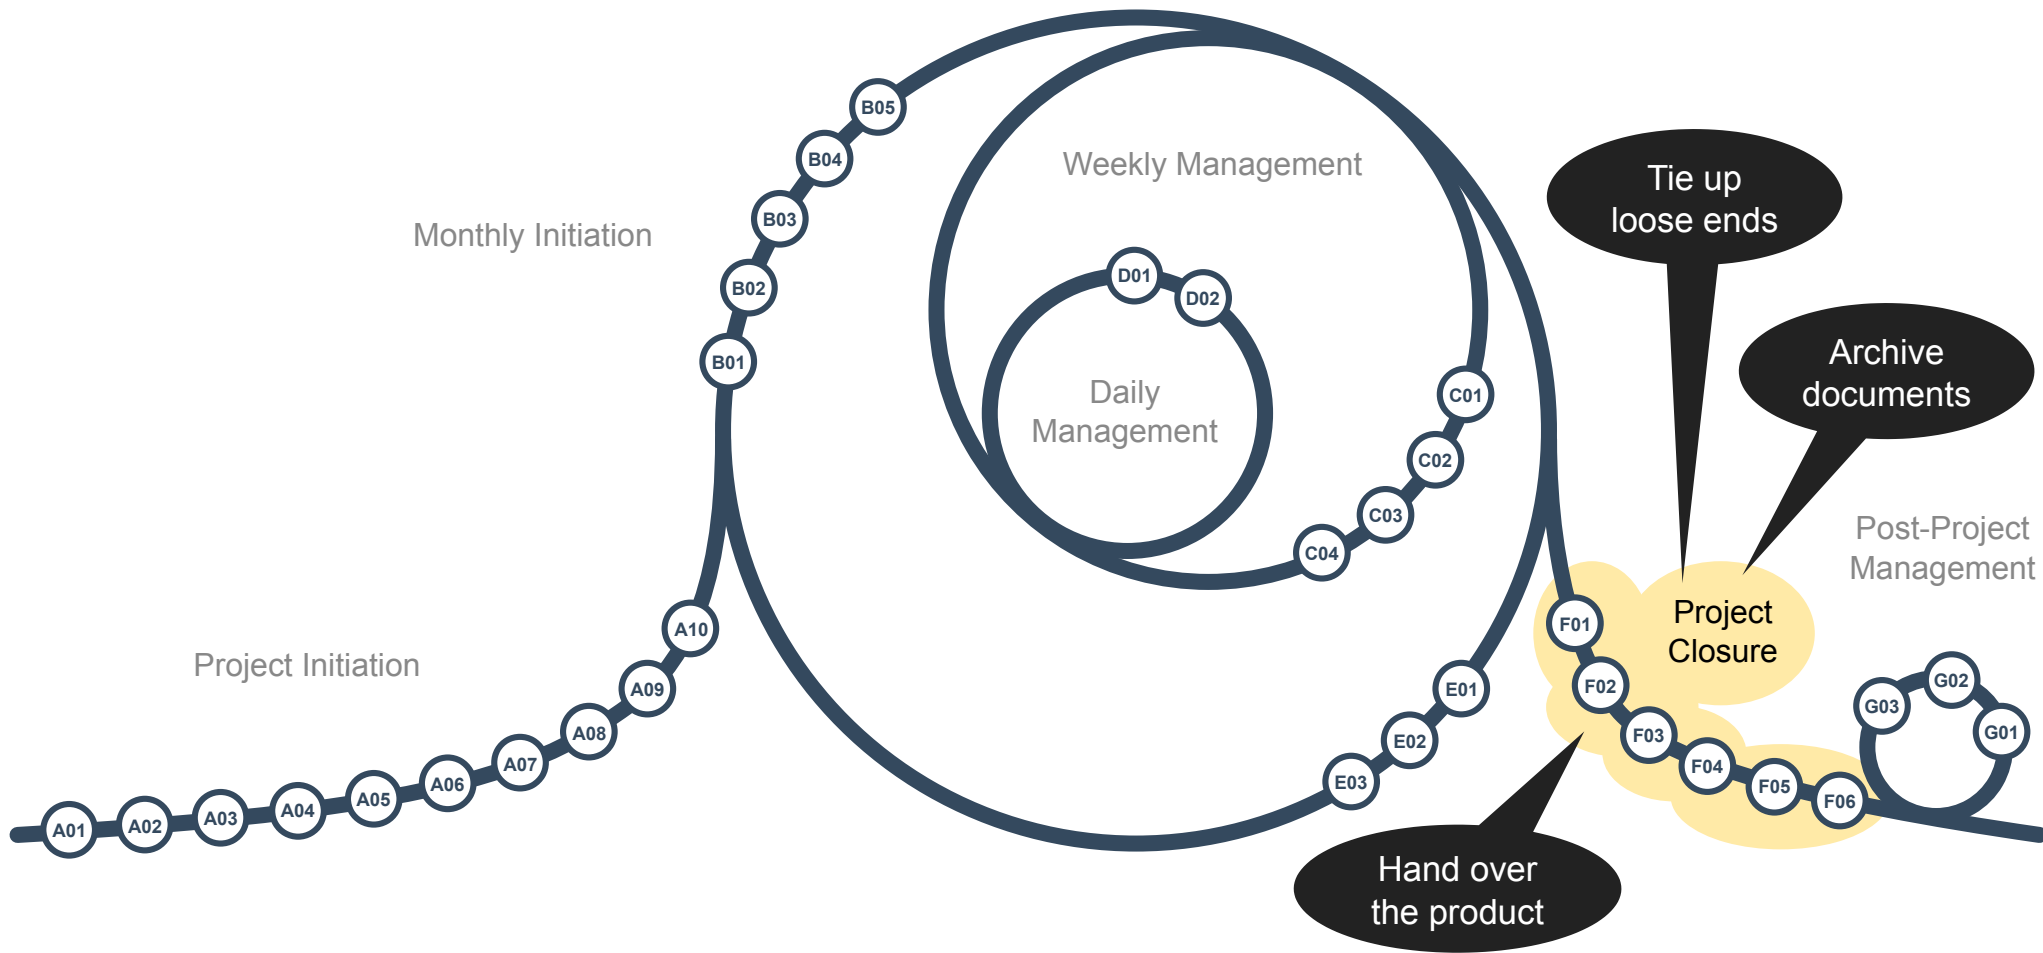 B05
B04
Weekly Management
Tie up
loose ends
B03
Monthly Initiation
D01
B02
D02
Archive
documents
B01
Daily
Management
C01
C02
C03
C04
Post-Project
Management
Project
Closure
F01
A10
Project Initiation
F02
A09
E01
G02
G03
G01
A08
E02
F03
A07
F04
A06
E03
F05
A05
F06
A04
A03
A02
A01
Hand over
the product